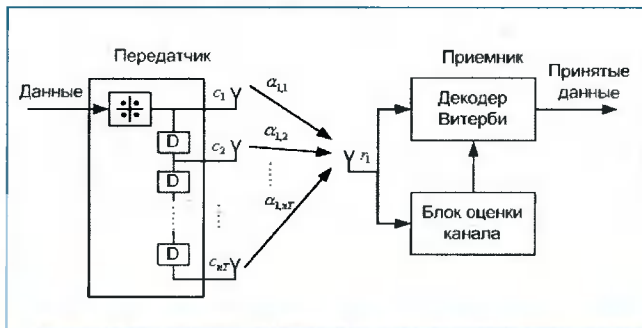 Передатчик
Данные
c₁
D
c₂
D
D
cₙT
α₁,₁
α₁,₂
α₁,ₙT
r₁
Приемник
Декодер
Витерби
Принятые
данные
Блок оценки
канала